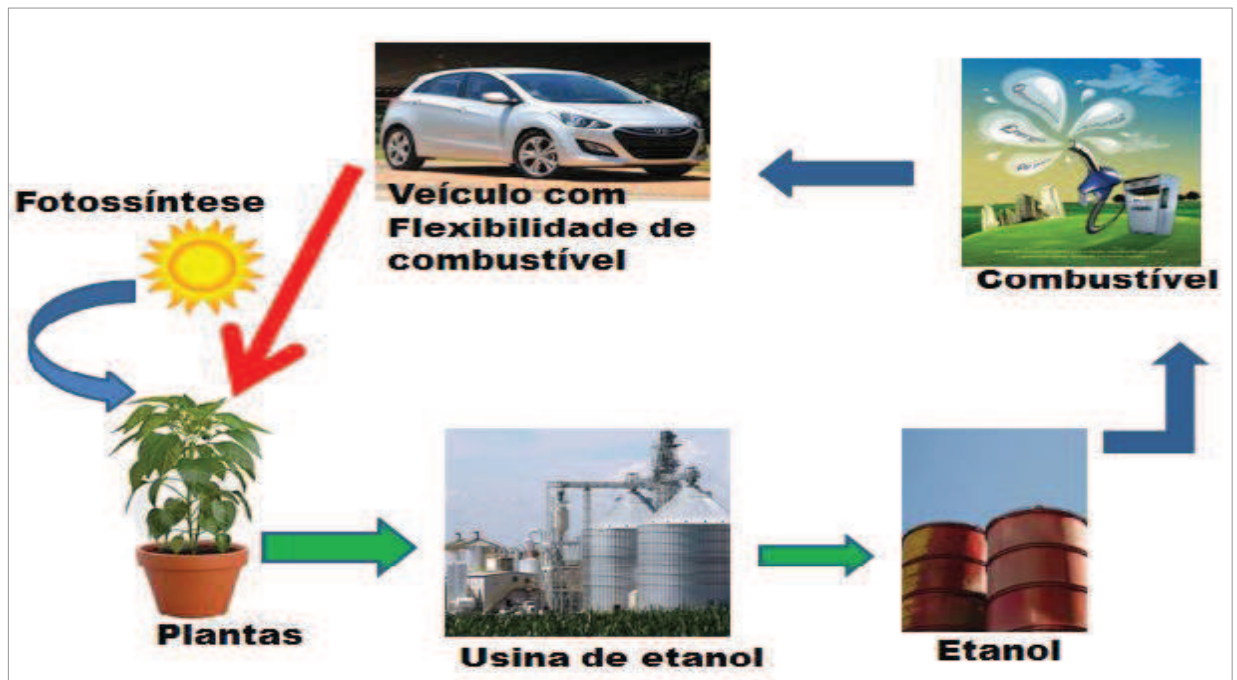 Fotossíntese
Veículo com
Flexibilidade de
combustível
Combustível
Plantas
Usina de etanol
Etanol